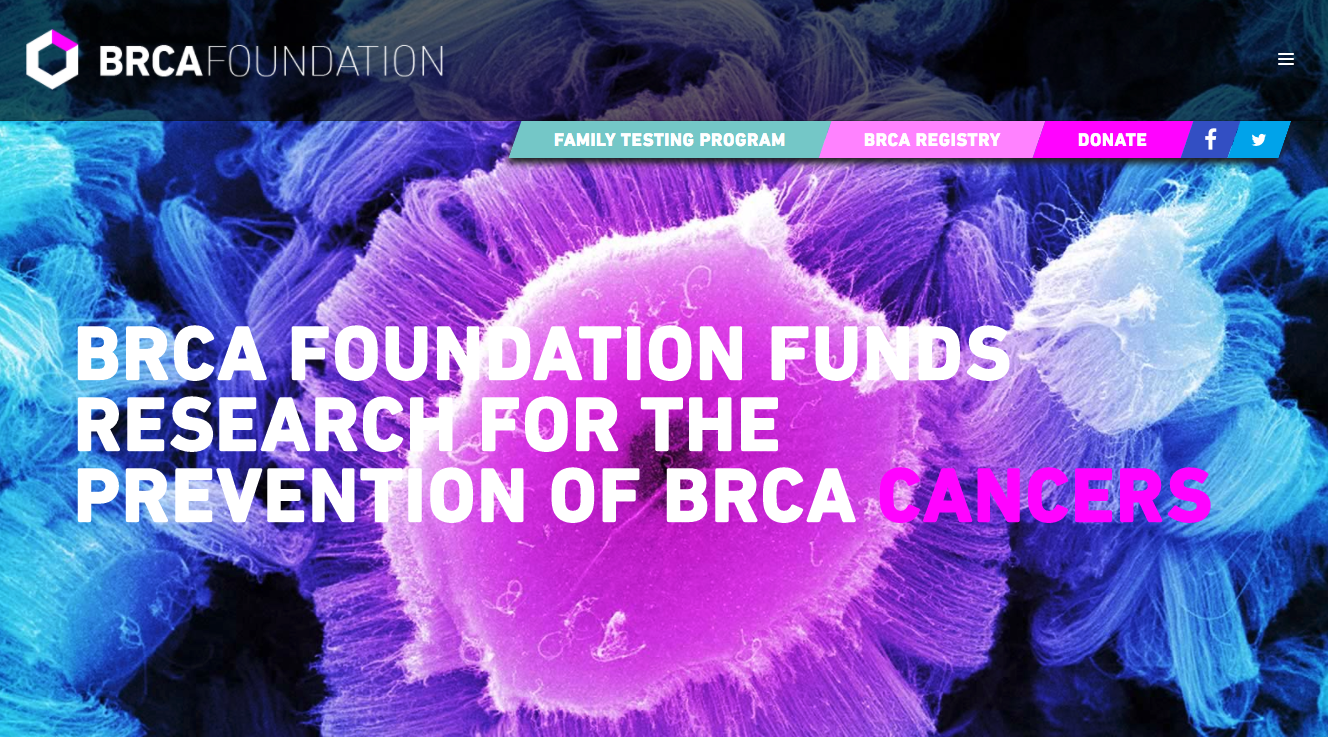 BRCAFOUNDATION
FAMILY TESTING PROGRAM
BRCA REGISTRY
DONATE
BRCA FOUNDATION FUNDS
RESEARCH FOR THE
PREVENTION OF BRCA CANCERS